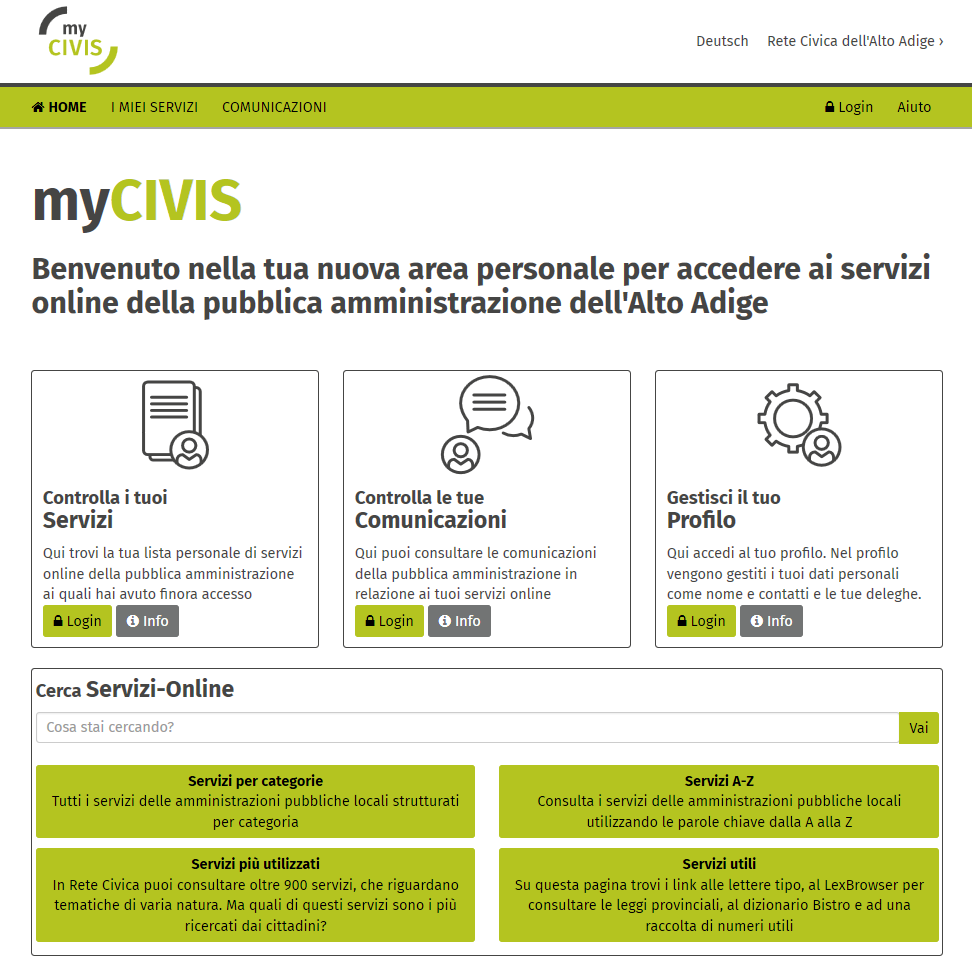 my
CIVIS
Deutsch Rete Civica dell'Alto Adige ›
HOME I MIEI SERVIZI COMUNICAZIONI Login Aiuto
myCIVIS
Benvenuto nella tua nuova area personale per accedere ai servizi
online della pubblica amministrazione dell'Alto Adige
Controlla i tuoi
Servizi
Qui trovi la tua lista personale di servizi
online della pubblica amministrazione
ai quali hai avuto finora accesso
Login Info
Controlla le tue
Comunicazioni
Qui puoi consultare le comunicazioni
della pubblica amministrazione in
relazione ai tuoi servizi online
Login Info
Gestisci il tuo
Profilo
Qui accedi al tuo profilo. Nel profilo
vengono gestiti i tuoi dati personali
come nome e contatti e le tue deleghe.
Login Info
Cerca Servizi-Online
Cosa stai cercando? Vai
Servizi per categorie
Tutti i servizi delle amministrazioni pubbliche locali strutturati
per categoria
Servizi A-Z
Consulta i servizi delle amministrazioni pubbliche locali
utilizzando le parole chiave dalla A alla Z
Servizi più utilizzati
In Rete Civica puoi consultare oltre 900 servizi, che riguardano
tematiche di varia natura. Ma quali di questi servizi sono i più
ricercati dai cittadini?
Servizi utili
Su questa pagina trovi i link alle lettere tipo, al LexBrowser per
consultare le leggi provinciali, al dizionario Bistro e ad una
raccolta di numeri utili